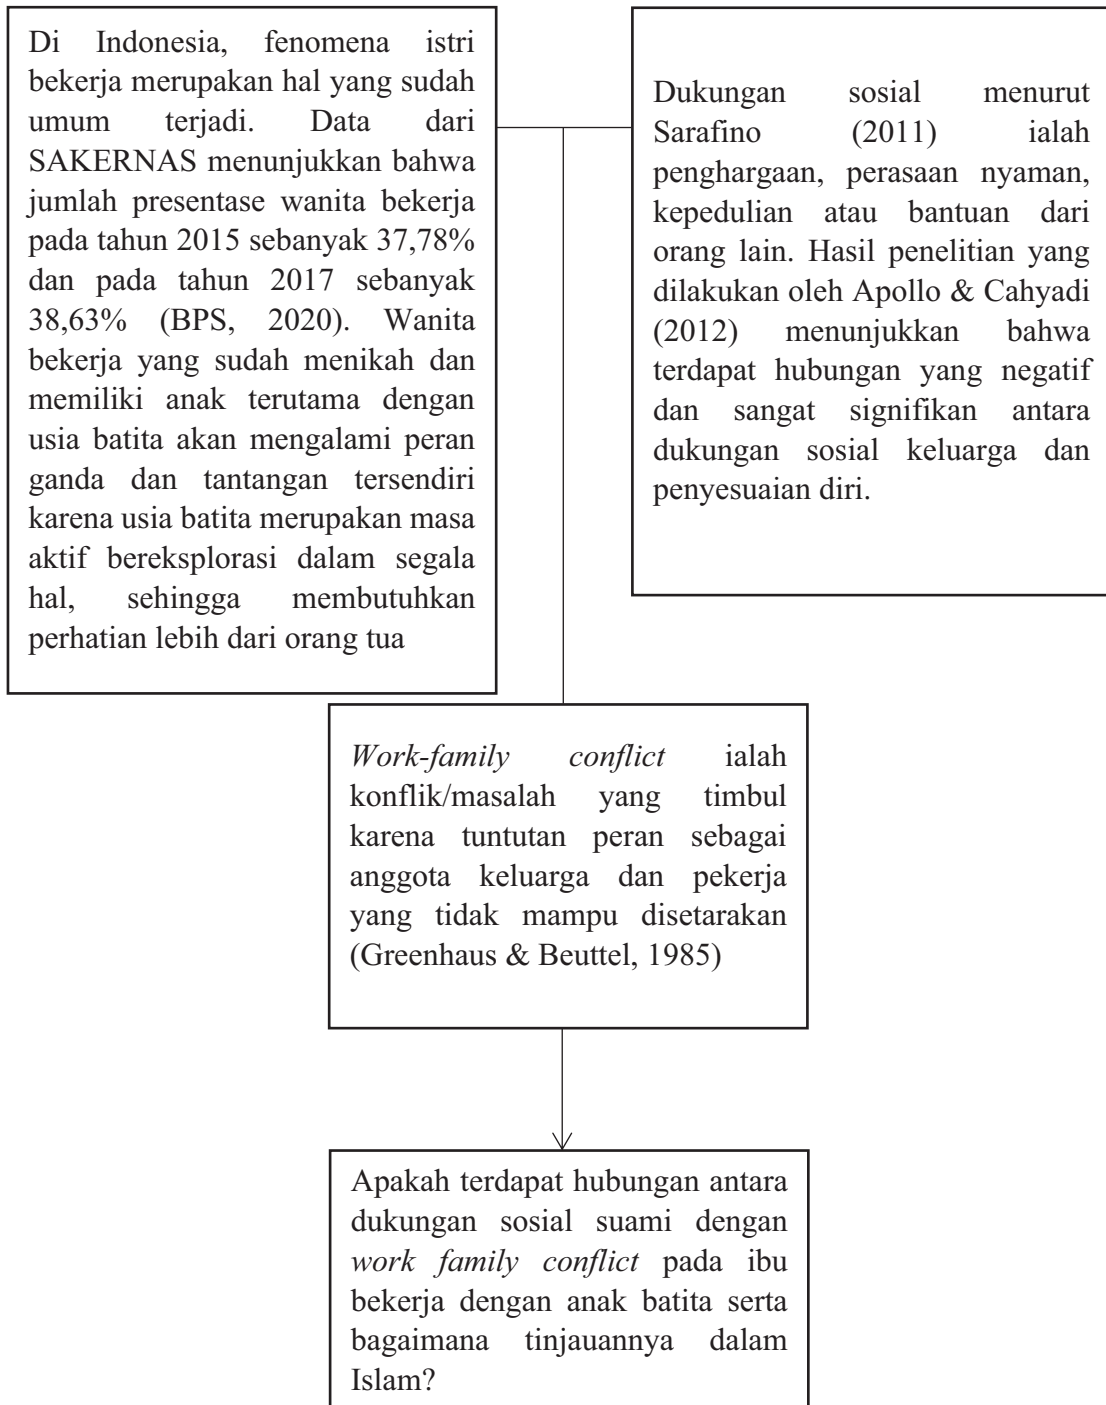 Di Indonesia, fenomena istri
bekerja merupakan hal yang sudah
umum terjadi. Data dari
SAKERNAS menunjukkan bahwa
jumlah presentase wanita bekerja
pada tahun 2015 sebanyak 37,78%
dan pada tahun 2017 sebanyak
38,63% (BPS, 2020). Wanita
bekerja yang sudah menikah dan
memiliki anak terutama dengan
usia batita akan mengalami peran
ganda dan tantangan tersendiri
karena usia batita merupakan masa
aktif bereksplorasi dalam segala
hal, sehingga membutuhkan
perhatian lebih dari orang tua
Dukungan sosial menurut
Sarafino (2011) ialah
penghargaan, perasaan nyaman,
kepedulian atau bantuan dari
orang lain. Hasil penelitian yang
dilakukan oleh Apollo & Cahyadi
(2012) menunjukkan bahwa
terdapat hubungan yang negatif
dan sangat signifikan antara
dukungan sosial keluarga dan
penyesuaian diri.
Work-family conflict ialah
konflik/masalah yang timbul
karena tuntutan peran sebagai
anggota keluarga dan pekerja
yang tidak mampu disetarakan
(Greenhaus & Beuttel, 1985)
Apakah terdapat hubungan antara
dukungan sosial suami dengan
work family conflict pada ibu
bekerja dengan anak batita serta
bagaimana tinjauannya dalam
Islam?